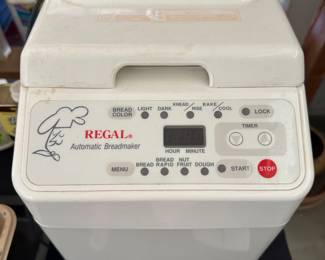 BREAD COLOR
LIGHT DARK KNEAD/RISE BAKE/COOL
LOCK
REGAL®
Automatic Breadmaker
TIMER
HOUR MINUTE
MENU
BREAD BREAD RAPID NUT FRUIT DOUGH
START
STOP